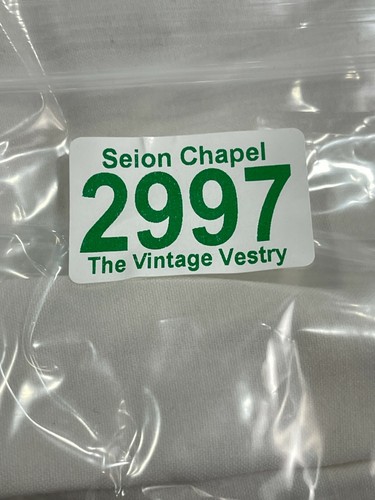 Seion Chapel
2997
The Vintage Vestry